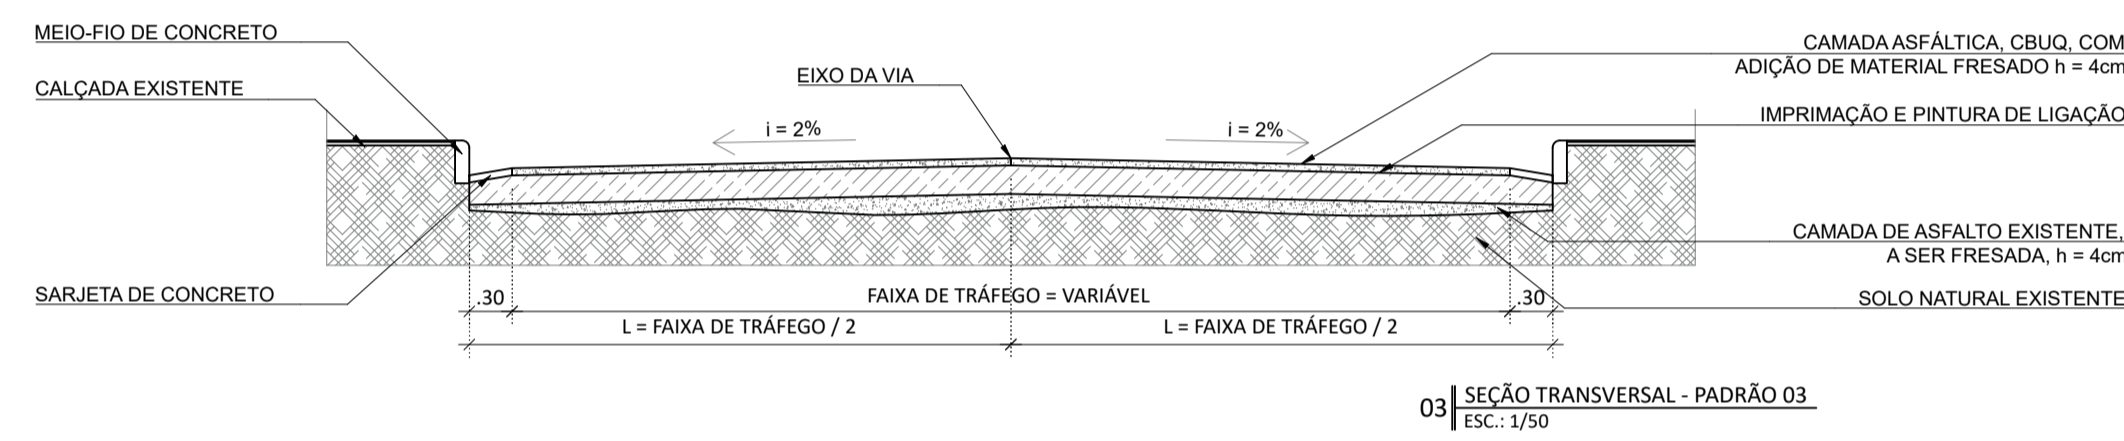 MEIO-FIO DE CONCRETO
CALÇADA EXISTENTE
EIXO DA VIA
i = 2%
i = 2%
CAMADA ASFÁLTICA, CBUQ, COM
ADIÇÃO DE MATERIAL FRESADO h = 4cm
IMPRIMAÇÃO E PINTURA DE LIGAÇÃO
CAMADA DE ASFALTO EXISTENTE,
A SER FRESADA, h = 4cm
SOLO NATURAL EXISTENTE
SARJETA DE CONCRETO
.30
FAIXA DE TRÁFEGO = VARIÁVEL
.30
L = FAIXA DE TRÁFEGO / 2
L = FAIXA DE TRÁFEGO / 2
03
SEÇÃO TRANSVERSAL - PADRÃO 03
ESC.: 1/50